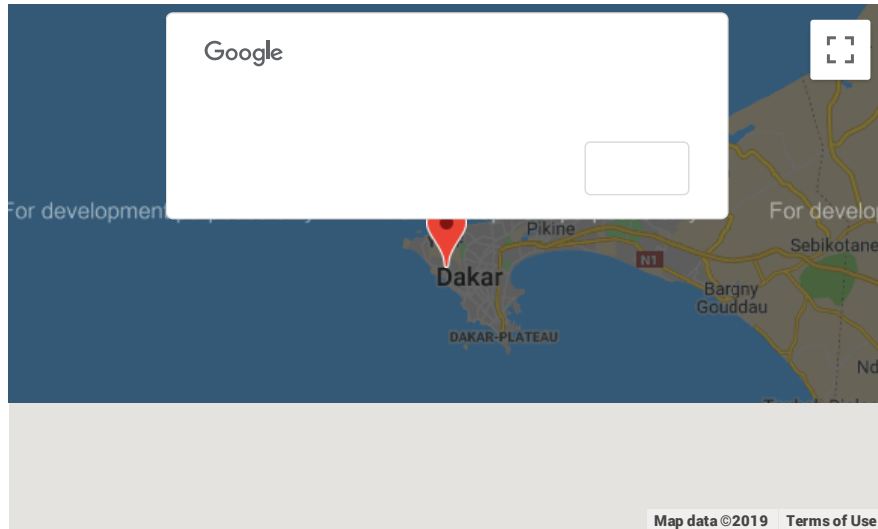 Google
For development
For develo
Pikine
Sebikotane
N1
Dakar
Bargny
Gouddau
DAKAR-PLATEAU
Nd
Map data ©2019 Terms of Use